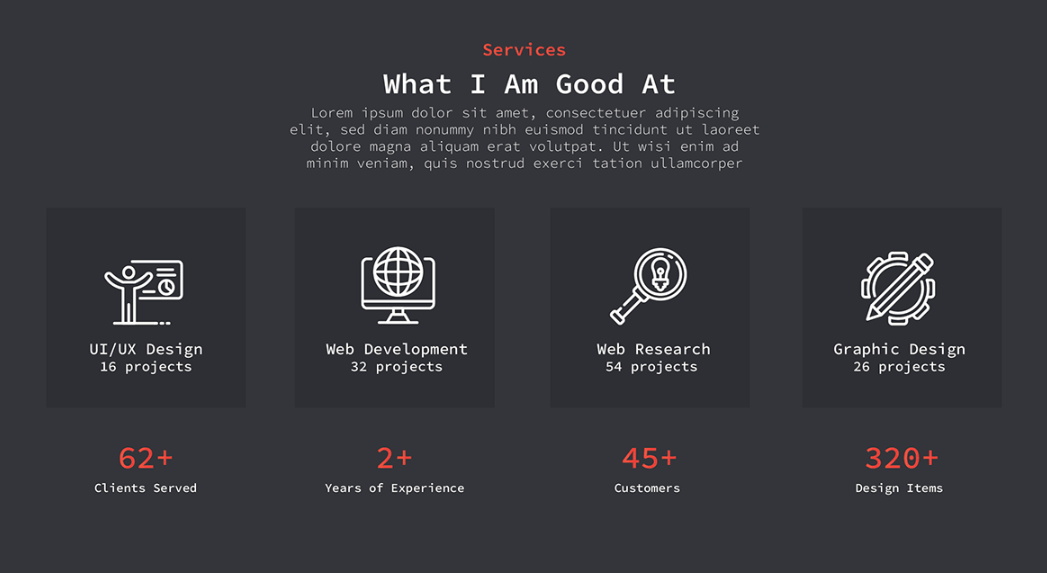 Services
What I Am Good At
Lorem ipsum dolor sit amet, consectetuer adipiscing
elit, sed diam nonummy nibh euismod tincidunt ut laoreet
dolore magna aliquam erat volutpat. Ut wisi enim ad
minim veniam, quis nostrud exerci tation ullamcorper
UI/UX Design
16 projects
Web Development
32 projects
Web Research
54 projects
Graphic Design
26 projects
62+
Clients Served
2+
Years of Experience
45+
Customers
320+
Design Items